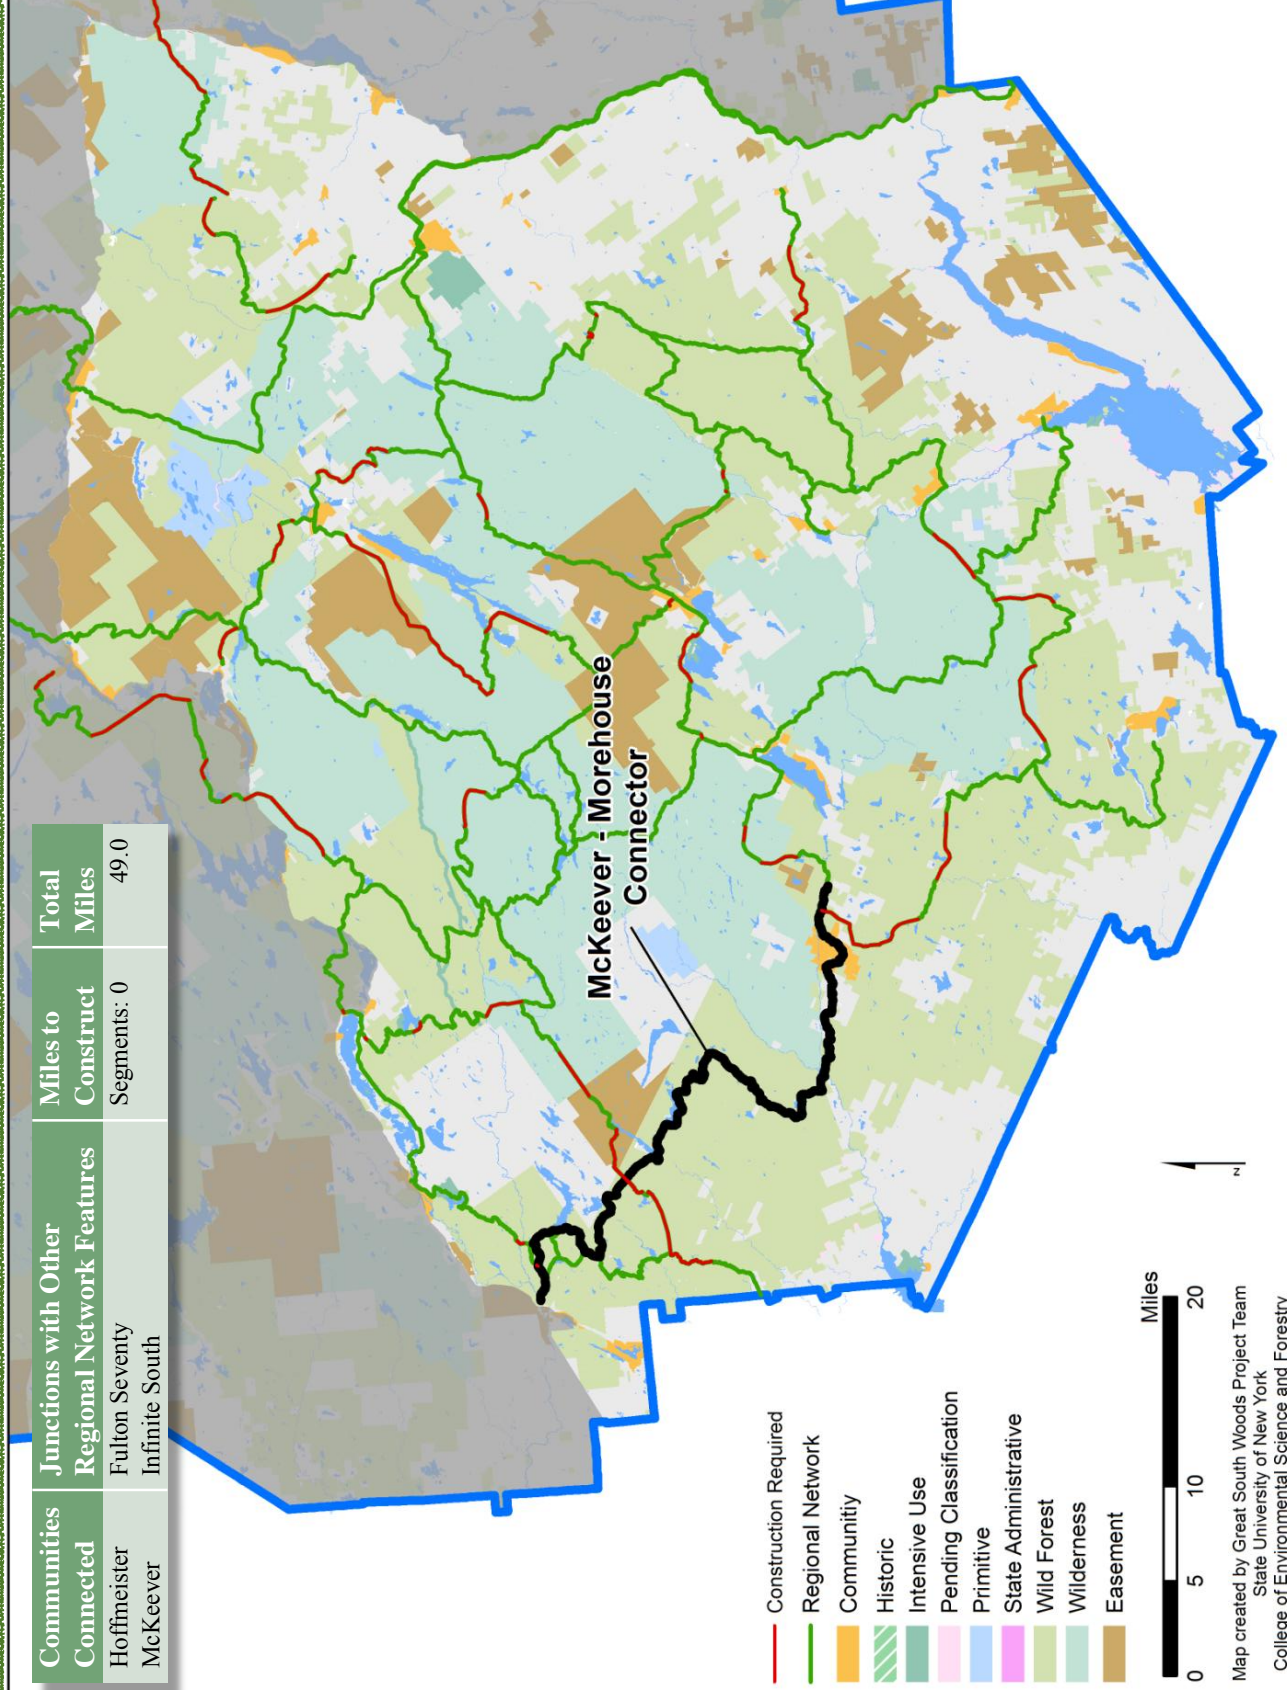 Communities Connected
Junctions with Other Regional Network Features
Miles to Construct
Total Miles
Hoffmeister
McKeever
Fulton Seventy
Infinite South
Segments: 0
49.0
McKeever - Morehouse
Connector
Construction Required
Regional Network
Communitiy
Historic
Intensive Use
Pending Classification
Primitive
State Administrative
Wild Forest
Wilderness
Easement
Miles
0 5 10 20
N
Map created by Great South Woods Project Team
State University of New York
College of Environmental Science and Forestry